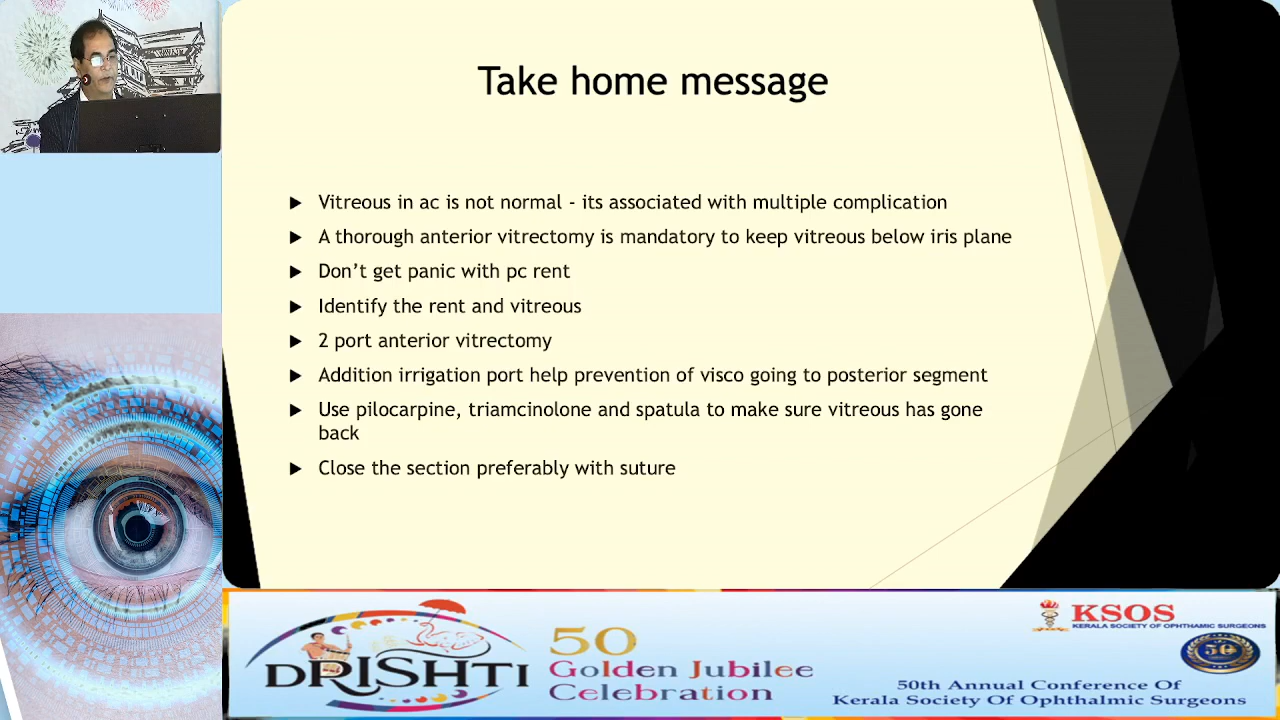 Take home message
Vitreous in ac is not normal - its associated with multiple complication
A thorough anterior vitrectomy is mandatory to keep vitreous below iris plane
Don't get panic with pc rent
Identify the rent and vitreous
2 port anterior vitrectomy
Addition irrigation port help prevention of visco going to posterior segment
Use pilocarpine, triamcinolone and spatula to make sure vitreous has gone
back
Close the section preferably with suture
DRISHTI
50
Golden Jubilee
Celebration
KSOS
KERALA SOCIETY OF OPHTHAMIC SURGEONS
50
50th Annual Conference Of
Kerala Society Of Ophthalmic Surgeons